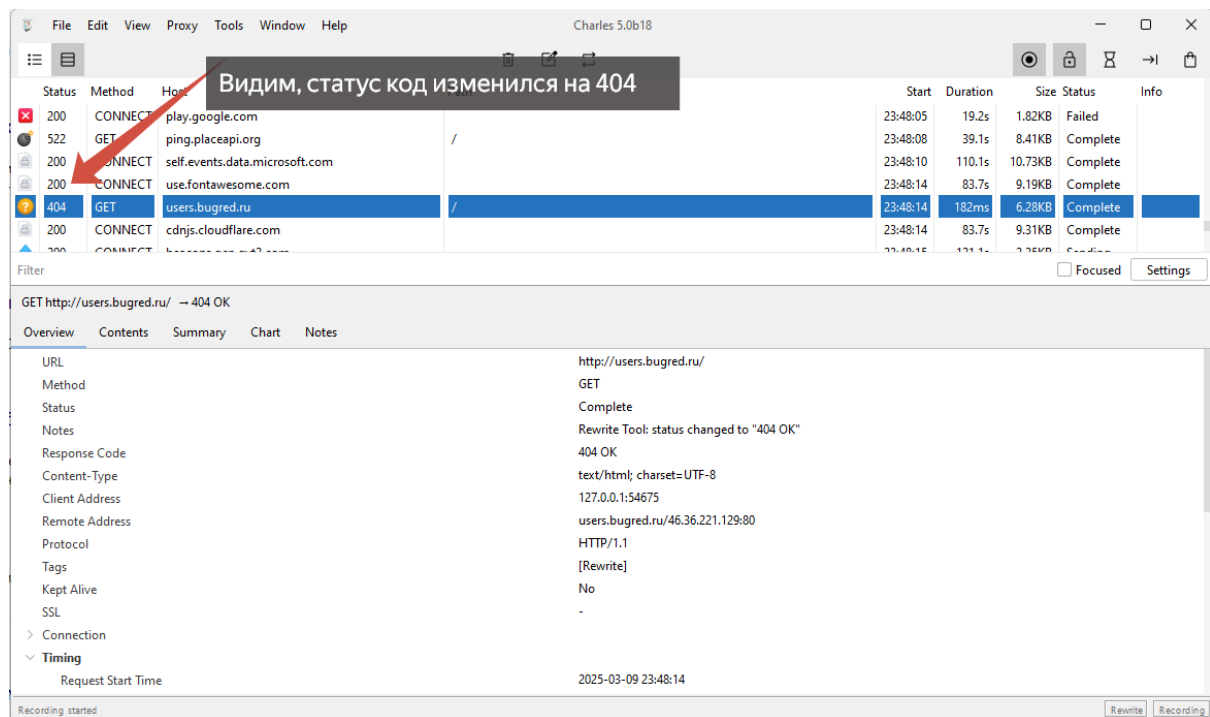 File Edit View Proxy Tools Window Help Charles 5.0b18
Видим, статус код изменился на 404
Status Method Host Start Duration Size Status Info
200 CONNECT play.google.com 23:48:05 19.2s 1.82KB Failed
522 GET ping.placeapi.org / 23:48:08 39.1s 8.41KB Complete
200 CONNECT self.events.data.microsoft.com 23:48:10 110.1s 10.73KB Complete
200 CONNECT use.fontawesome.com 23:48:14 83.7s 9.19KB Complete
404 GET users.bugred.ru / 23:48:14 182ms 6.28KB Complete
200 CONNECT cdnjs.cloudflare.com 23:48:14 83.7s 9.31KB Complete
Filter Focused Settings
GET http://users.bugred.ru/ → 404 OK
Overview Contents Summary Chart Notes
URL http://users.bugred.ru/
Method GET
Status Complete
Notes Rewrite Tool: status changed to "404 OK"
Response Code 404 OK
Content-Type text/html; charset=UTF-8
Client Address 127.0.0.1:54675
Remote Address users.bugred.ru/46.36.221.129:80
Protocol HTTP/1.1
Tags [Rewrite]
Kept Alive No
SSL -
Connection
Timing
Request Start Time 2025-03-09 23:48:14
Recording started Rewrite Recording